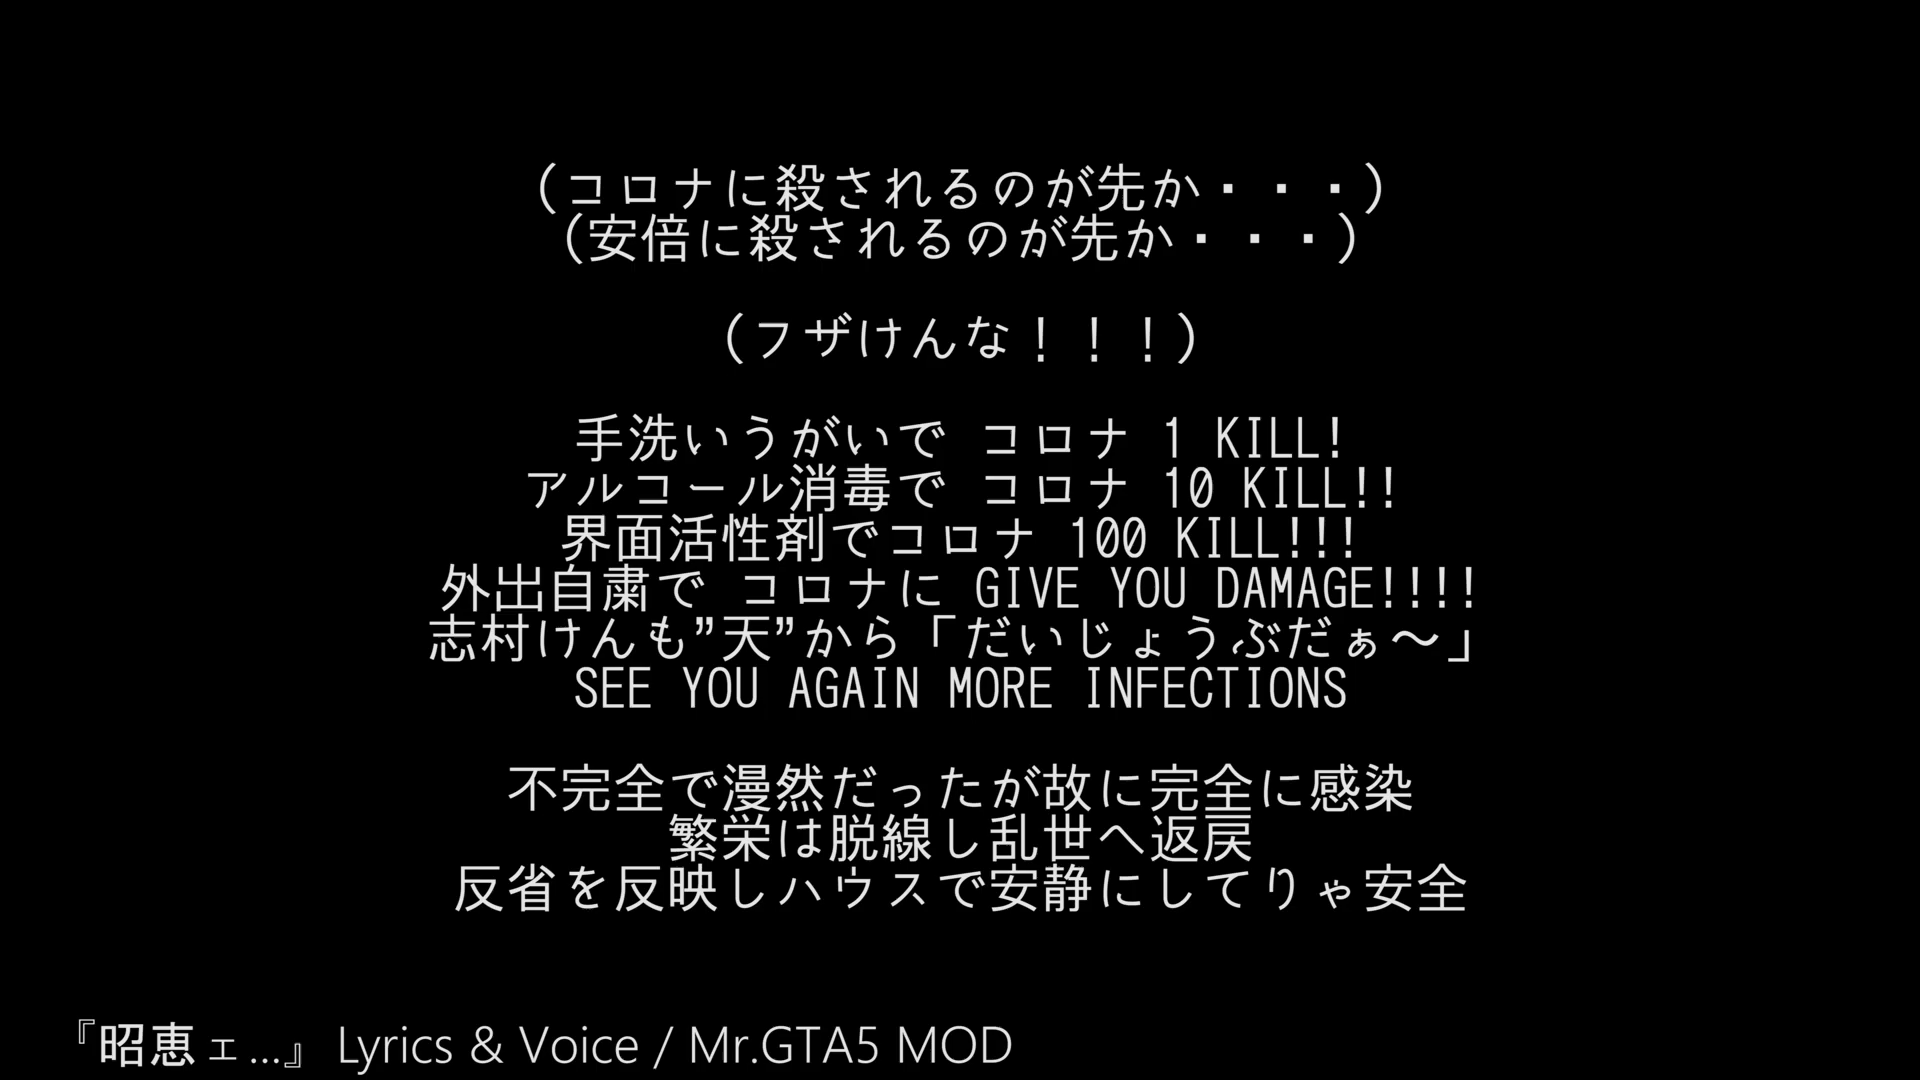 (コロナに殺されるのが先か・・・)
(安倍に殺されるのが先か・・・)
(フザけんな！！！)
手洗いうがいで コロナ 1 KILL!
アルコール消毒で コロナ 10 KILL!!
界面活性剤でコロナ 100 KILL!!!
外出自粛で コロナに GIVE YOU DAMAGE!!!!
志村けんも”天”から「だいじょうぶだぁ～」
SEE YOU AGAIN MORE INFECTIONS
不完全で漫然だったが故に完全に感染
繁栄は脱線し乱世へ返戻
反省を反映しハウスで安静にしてりゃ安全
『昭恵ェ...』 Lyrics & Voice / Mr.GTA5 MOD